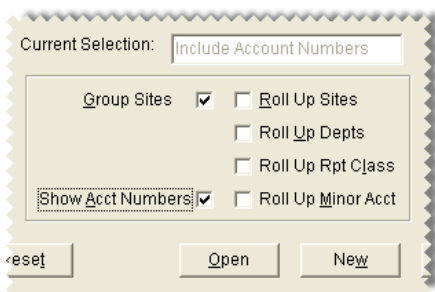 Current Selection: Include Account Numbers
Group Sites Roll Up Sites
Roll Up Depts
Roll Up Rpt Class
Show Acct Numbers Roll Up Minor Acct
eset Open New